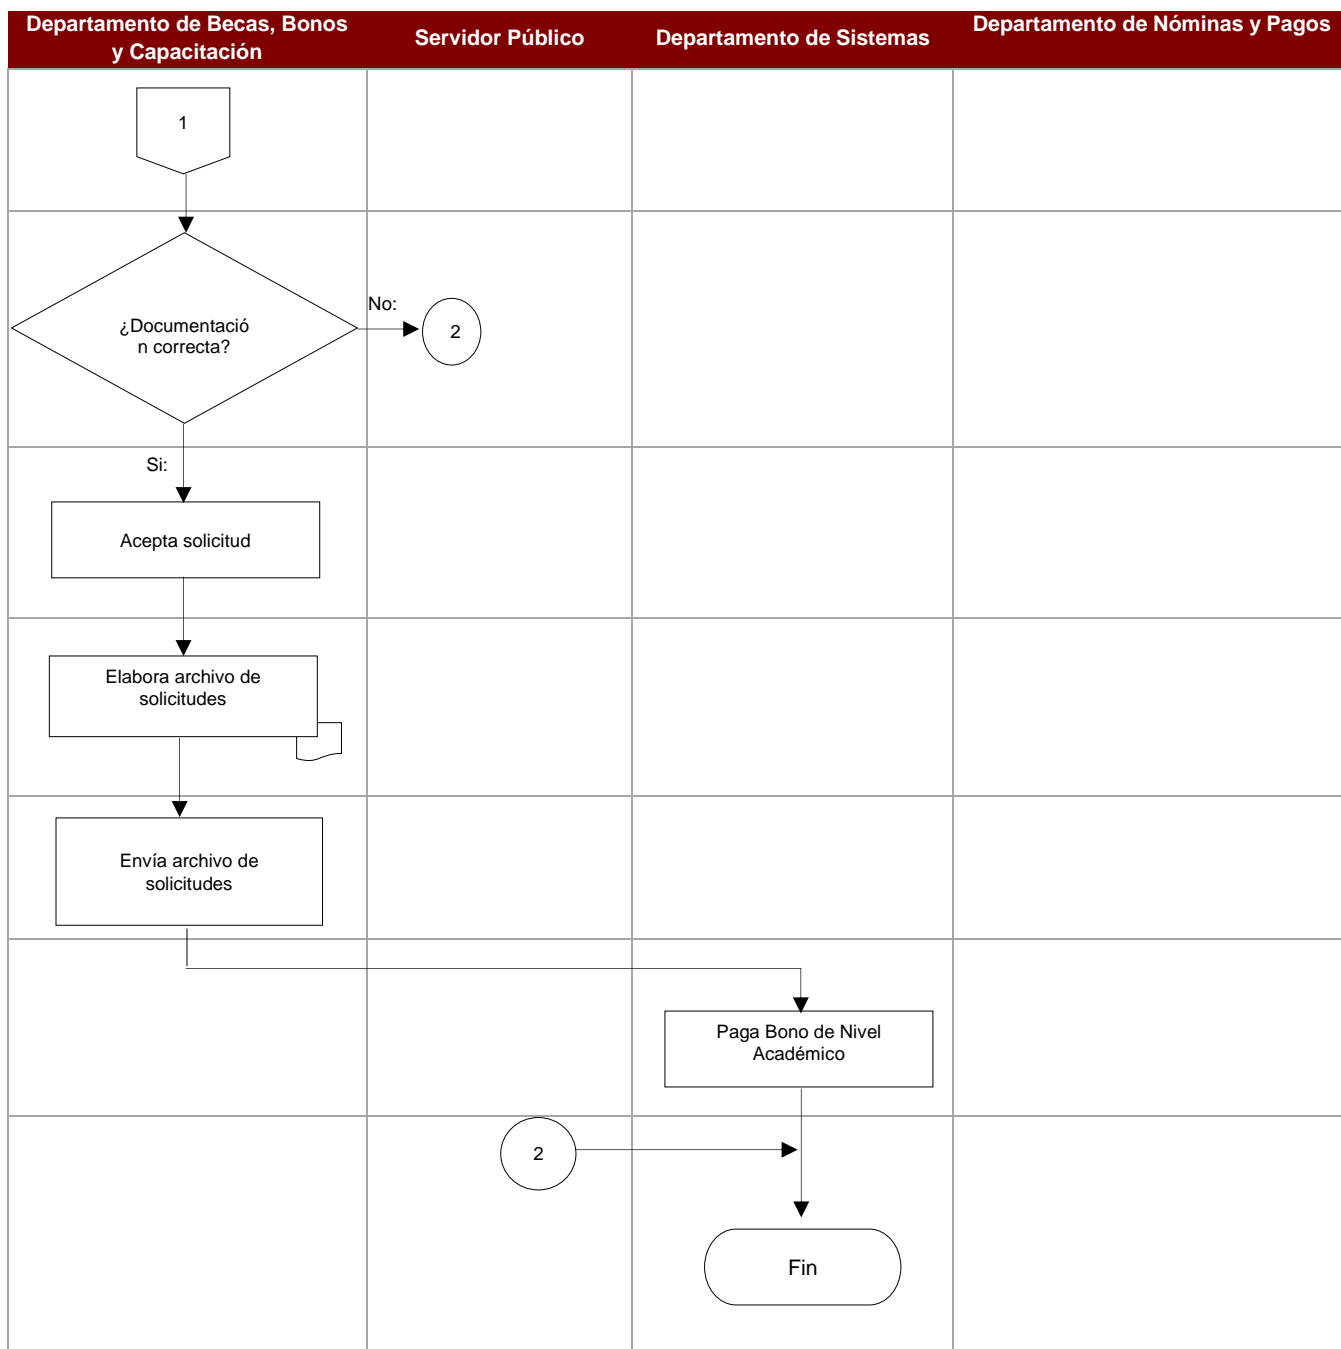 Departamento de Becas, Bonos
y Capacitación
Servidor Público
Departamento de Sistemas
Departamento de Nóminas y Pagos
1
¿Documentació
n correcta?
No:
2
Si:
Acepta solicitud
Elabora archivo de
solicitudes
Envía archivo de
solicitudes
Paga Bono de Nivel
Académico
2
Fin